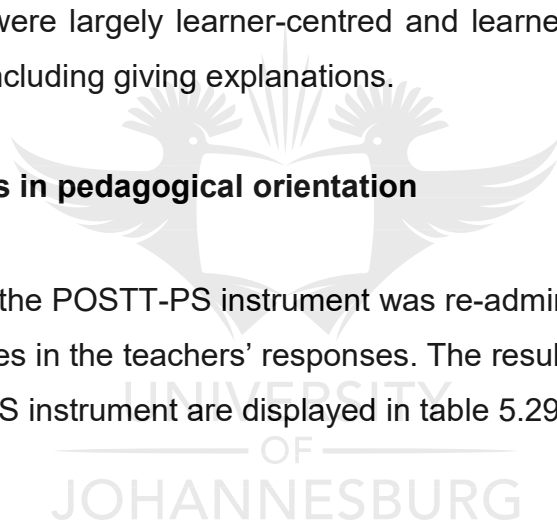 were largely learner-centred and learne
ncluding giving explanations.
s in pedagogical orientation
the POSTT-PS instrument was re-admin
es in the teachers' responses. The resul
S instrument are displayed in table 5.29
UNIVERSITY
OF
JOHANNESBURG